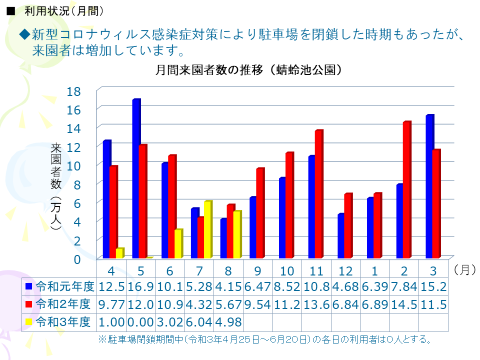 ■ 利用状況(月間)
◆新型コロナウィルス感染症対策により駐車場を閉鎖した時期もあったが、
来園者は増加しています。
月間来園者数の推移（蜻蛉池公園）
来園者数（万人）
18
16
14
12
10
8
6
4
2
0
4 5 6 7 8 9 10 11 12 1 2 3 (月)
令和元年度 12.5 16.9 10.1 5.28 4.15 6.47 8.52 10.8 4.68 6.39 7.84 15.2
令和2年度 9.77 12.0 10.9 4.32 5.67 9.54 11.2 13.6 6.84 6.89 14.5 11.5
令和3年度 1.00 0.00 3.02 6.04 4.98
※駐車場閉鎖期間中(令和3年4月25日～6月20日)の各日の利用者は0人とする。